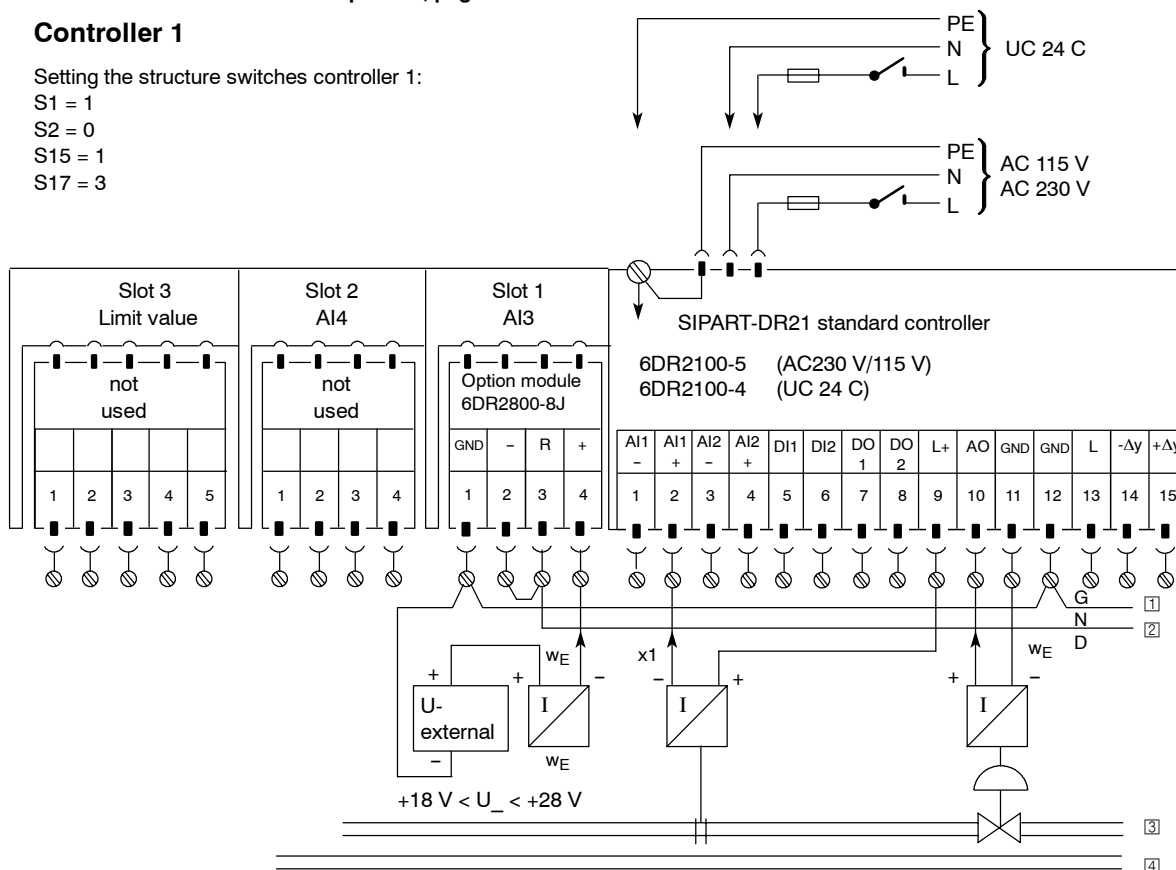 Controller 1
Setting the structure switches controller 1:
S1 = 1
S2 = 0
S15 = 1
S17 = 3
PE
N
L
UC 24 C
PE
N
L
AC 115 V
AC 230 V
Slot 3
Limit value
Slot 2
AI4
Slot 1
AI3
SIPART-DR21 standard controller
6DR2100-5 (AC230 V/115 V)
6DR2100-4 (UC 24 C)
not
used
not
used
Option module
6DR2800-8J
GND – R +
AI1 – AI1 + AI2 – AI2 + DI1 DI2 DO 1 DO 2 L+ AO GND GND L -Δy +Δy
1 2 3 4 5
1 2 3 4
1 2 3 4
1 2 3 4 5 6 7 8 9 10 11 12 13 14 15
G
N
D
1
2
wE
x1
wE
+ + – – + + –
U-
external
I
I
I
–
wE
+18 V < U_ < +28 V
3
4